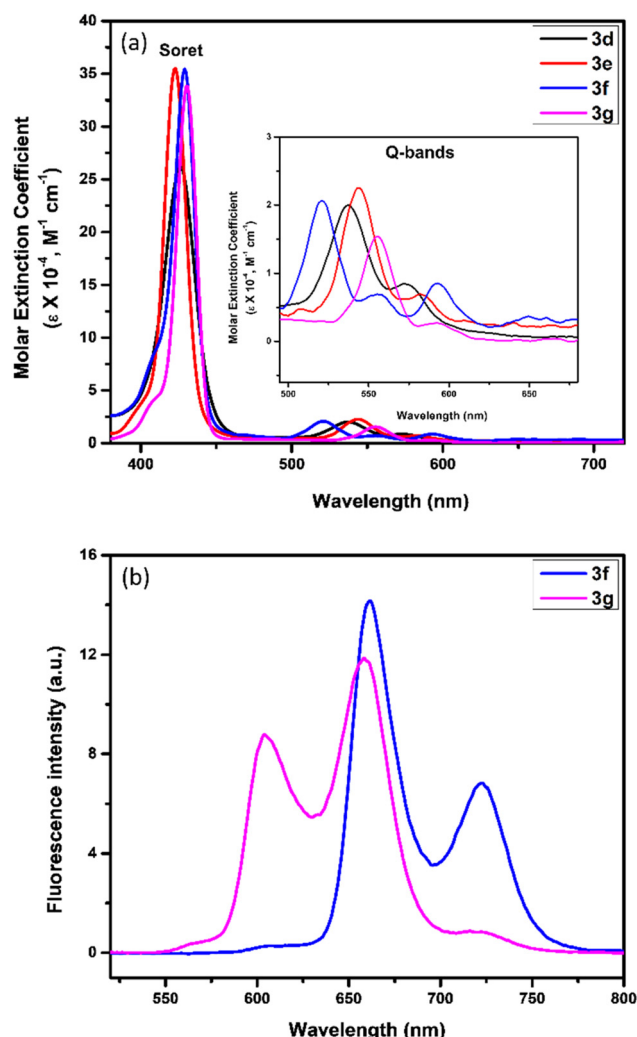 (a)
Soret
3d
3e
3f
3g
Molar Extinction Coefficient
(ε X 10⁻⁴, M⁻¹ cm⁻¹)
40
35
30
25
20
15
10
5
0
400
500
600
700
Wavelength (nm)
Q-bands
Molar Extinction Coefficient
(ε X 10⁻⁴, M⁻¹ cm⁻¹)
3
2
1
0
500
550
600
650
Wavelength (nm)
(b)
3f
3g
Fluorescence intensity (a.u.)
16
12
8
4
0
550
600
650
700
750
800
Wavelength (nm)